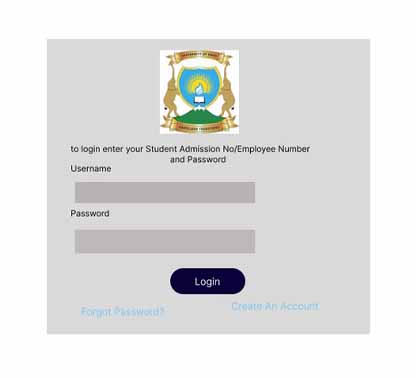 to login enter your Student Admission No/Employee Number
and Password
Username
Password
Login
Create An Account
Forgot Password?